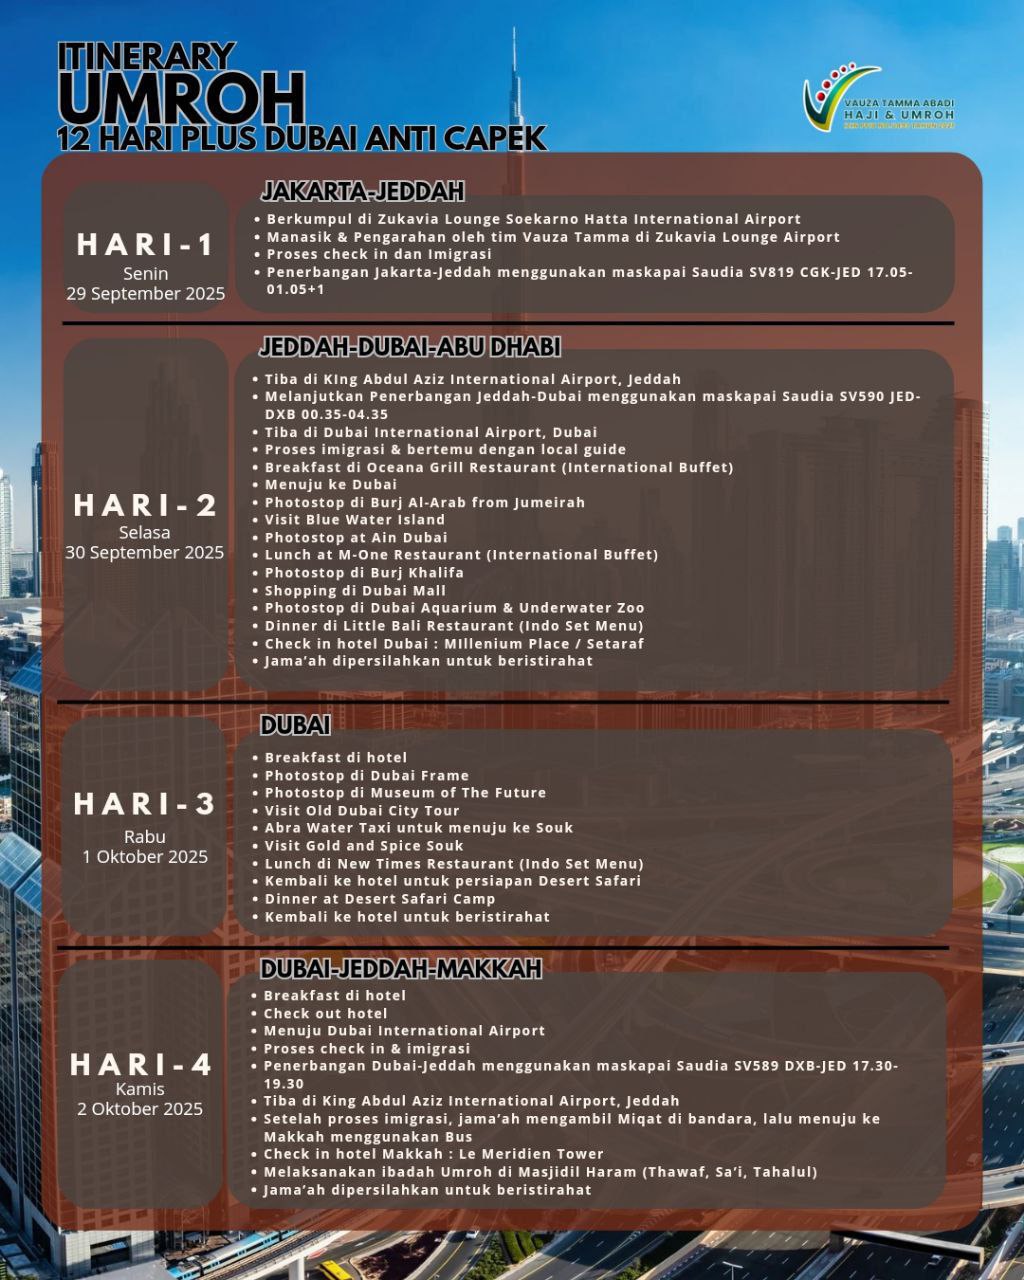 ITINERARY
UMROH
12 HARI PLUS DUBAI ANTI CAPEK
VAUZA TAMMA ABADI
HAJI & UMROH
JAKARTA-JEDDAH
HARI-1
Senin
29 September 2025
• Berkumpul di Zukavia Lounge Soekarno Hatta International Airport
• Manasik & Pengarahan oleh tim Vauza Tamma di Zukavia Lounge Airport
• Proses check in dan Imigrasi
• Penerbangan Jakarta-Jeddah menggunakan maskapai Saudia SV819 CGK-JED 17.05-
01.05+1
JEDDAH-DUBAI-ABU DHABI
HARI-2
Selasa
30 September 2025
• Tiba di KIng Abdul Aziz International Airport, Jeddah
• Melanjutkan Penerbangan Jeddah-Dubai menggunakan maskapai Saudia SV590 JED-
DXB 00.35-04.35
• Tiba di Dubai International Airport, Dubai
• Proses imigrasi & bertemu dengan local guide
• Breakfast di Oceana Grill Restaurant (International Buffet)
• Menuju ke Dubai
• Photostop di Burj Al-Arab from Jumeirah
• Visit Blue Water Island
• Photostop at Ain Dubai
• Lunch at M-One Restaurant (International Buffet)
• Photostop di Burj Khalifa
• Shopping di Dubai Mall
• Photostop di Dubai Aquarium & Underwater Zoo
• Dinner di Little Bali Restaurant (Indo Set Menu)
• Check in hotel Dubai : MIllenium Place / Setaraf
• Jama’ah dipersilahkan untuk beristirahat
DUBAI
HARI-3
Rabu
1 Oktober 2025
• Breakfast di hotel
• Photostop di Dubai Frame
• Photostop di Museum of The Future
• Visit Old Dubai City Tour
• Abra Water Taxi untuk menuju ke Souk
• Visit Gold and Spice Souk
• Lunch di New Times Restaurant (Indo Set Menu)
• Kembali ke hotel untuk persiapan Desert Safari
• Dinner at Desert Safari Camp
• Kembali ke hotel untuk beristirahat
DUBAI-JEDDAH-MAKKAH
HARI-4
Kamis
2 Oktober 2025
• Breakfast di hotel
• Check out hotel
• Menuju Dubai International Airport
• Proses check in & imigrasi
• Penerbangan Dubai-Jeddah menggunakan maskapai Saudia SV589 DXB-JED 17.30-
19.30
• Tiba di King Abdul Aziz International Airport, Jeddah
• Setelah proses imigrasi, jama’ah mengambil Miqat di bandara, lalu menuju ke
Makkah menggunakan Bus
• Check in hotel Makkah : Le Meridien Tower
• Melaksanakan ibadah Umroh di Masjidil Haram (Thawaf, Sa’i, Tahalul)
• Jama’ah dipersilahkan untuk beristirahat